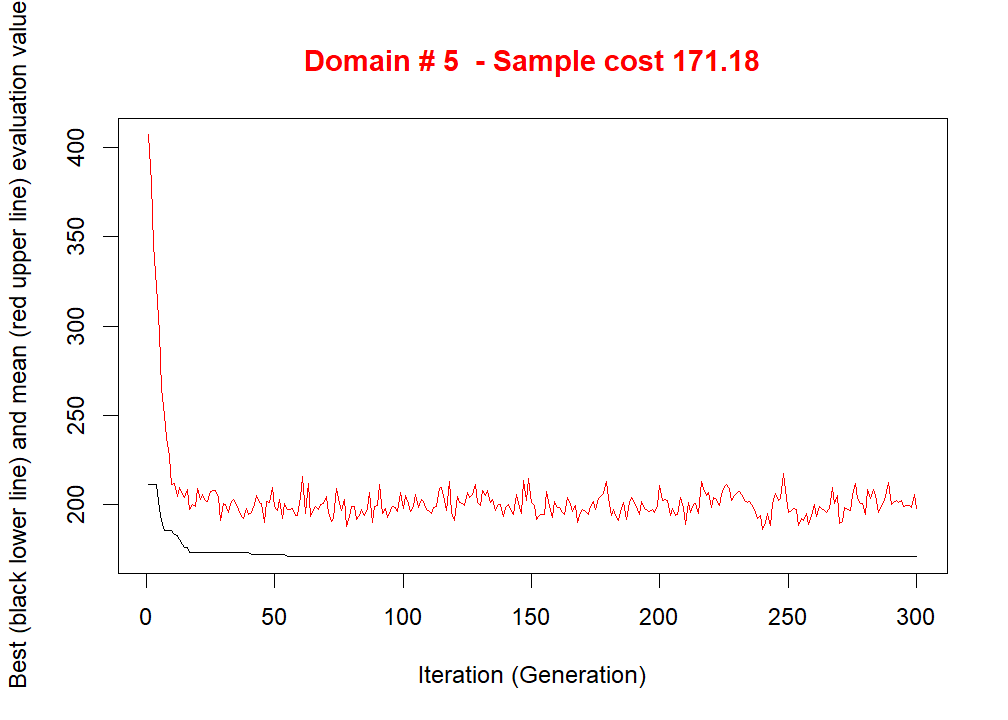 Domain # 5  - Sample cost 171.18
Best (black lower line) and mean (red upper line) evaluation value
400
350
300
250
200
0 50 100 150 200 250 300
Iteration (Generation)